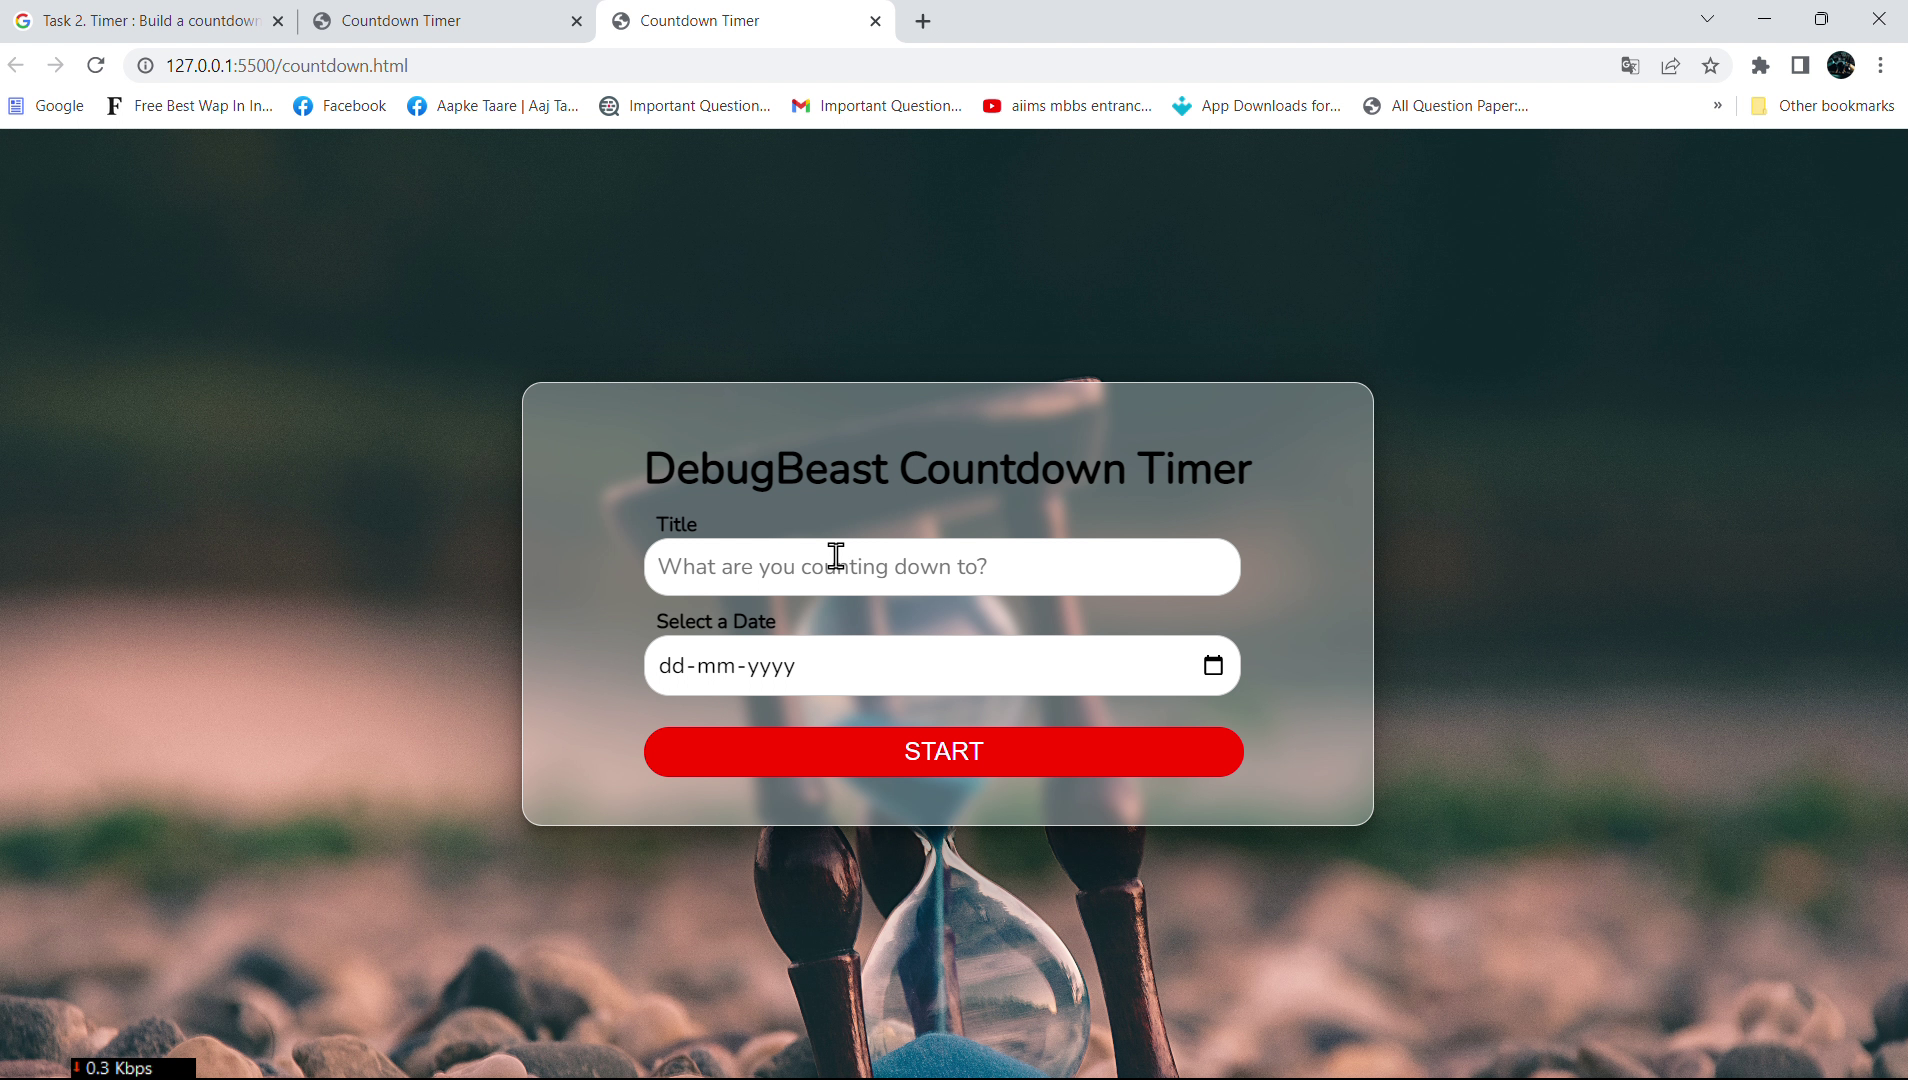 Task 2. Timer : Build a countdown
Countdown Timer
Countdown Timer
127.0.0.1:5500/countdown.html
Google
Free Best Wap In In...
Facebook
Aapke Taare | Aaj Ta...
Important Question...
Important Question...
aiims mbbs entranc...
App Downloads for...
All Question Paper:...
»
Other bookmarks
DebugBeast Countdown Timer
Title
What are you counting down to?
Select a Date
dd-mm-yyyy
START
0.3 Kbps